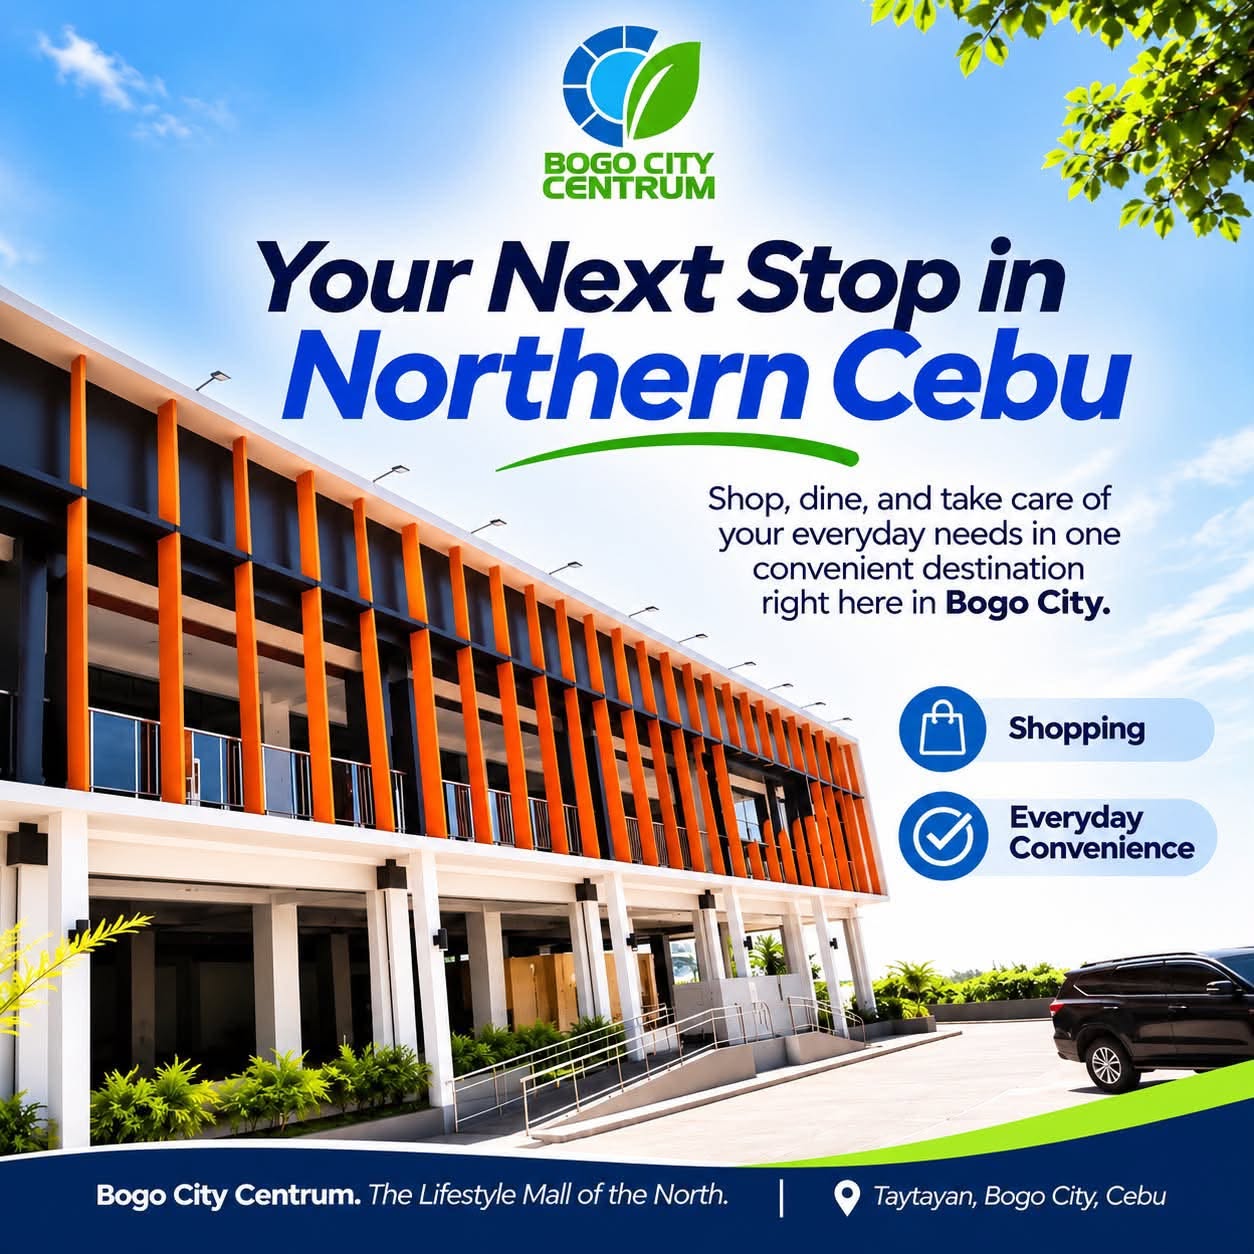 BOGO CITY
CENTRUM
Your Next Stop in
Northern Cebu
Shop, dine, and take care of
your everyday needs in one
convenient destination
right here in Bogo City.
Shopping
Everyday
Convenience
Bogo City Centrum. The Lifestyle Mall of the North. | Taytayan, Bogo City, Cebu